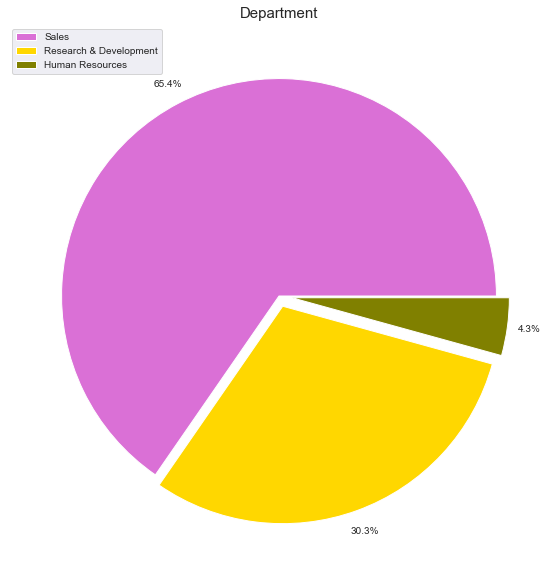 Department
Sales
Research & Development
Human Resources
65.4%
4.3%
30.3%